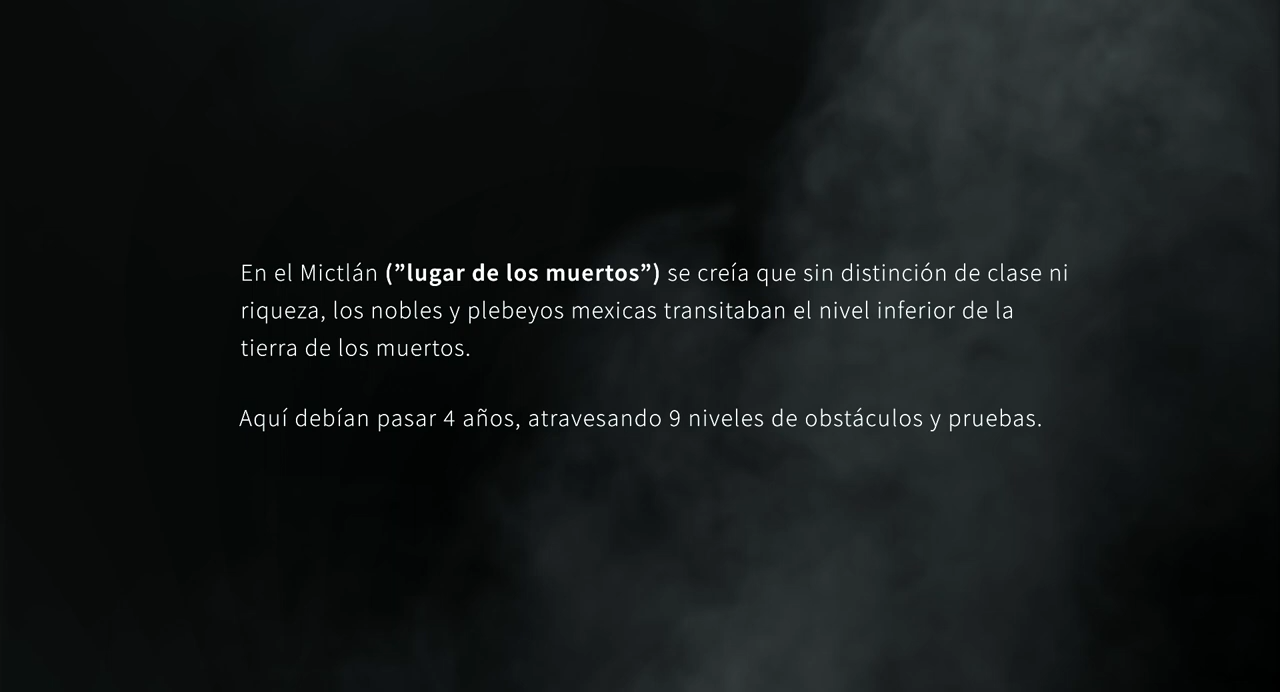 En el Mictlán (”lugar de los muertos”) se creía que sin distinción de clase ni
riqueza, los nobles y plebeyos mexicas transitaban el nivel inferior de la
tierra de los muertos.
Aquí debían pasar 4 años, atravesando 9 niveles de obstáculos y pruebas.